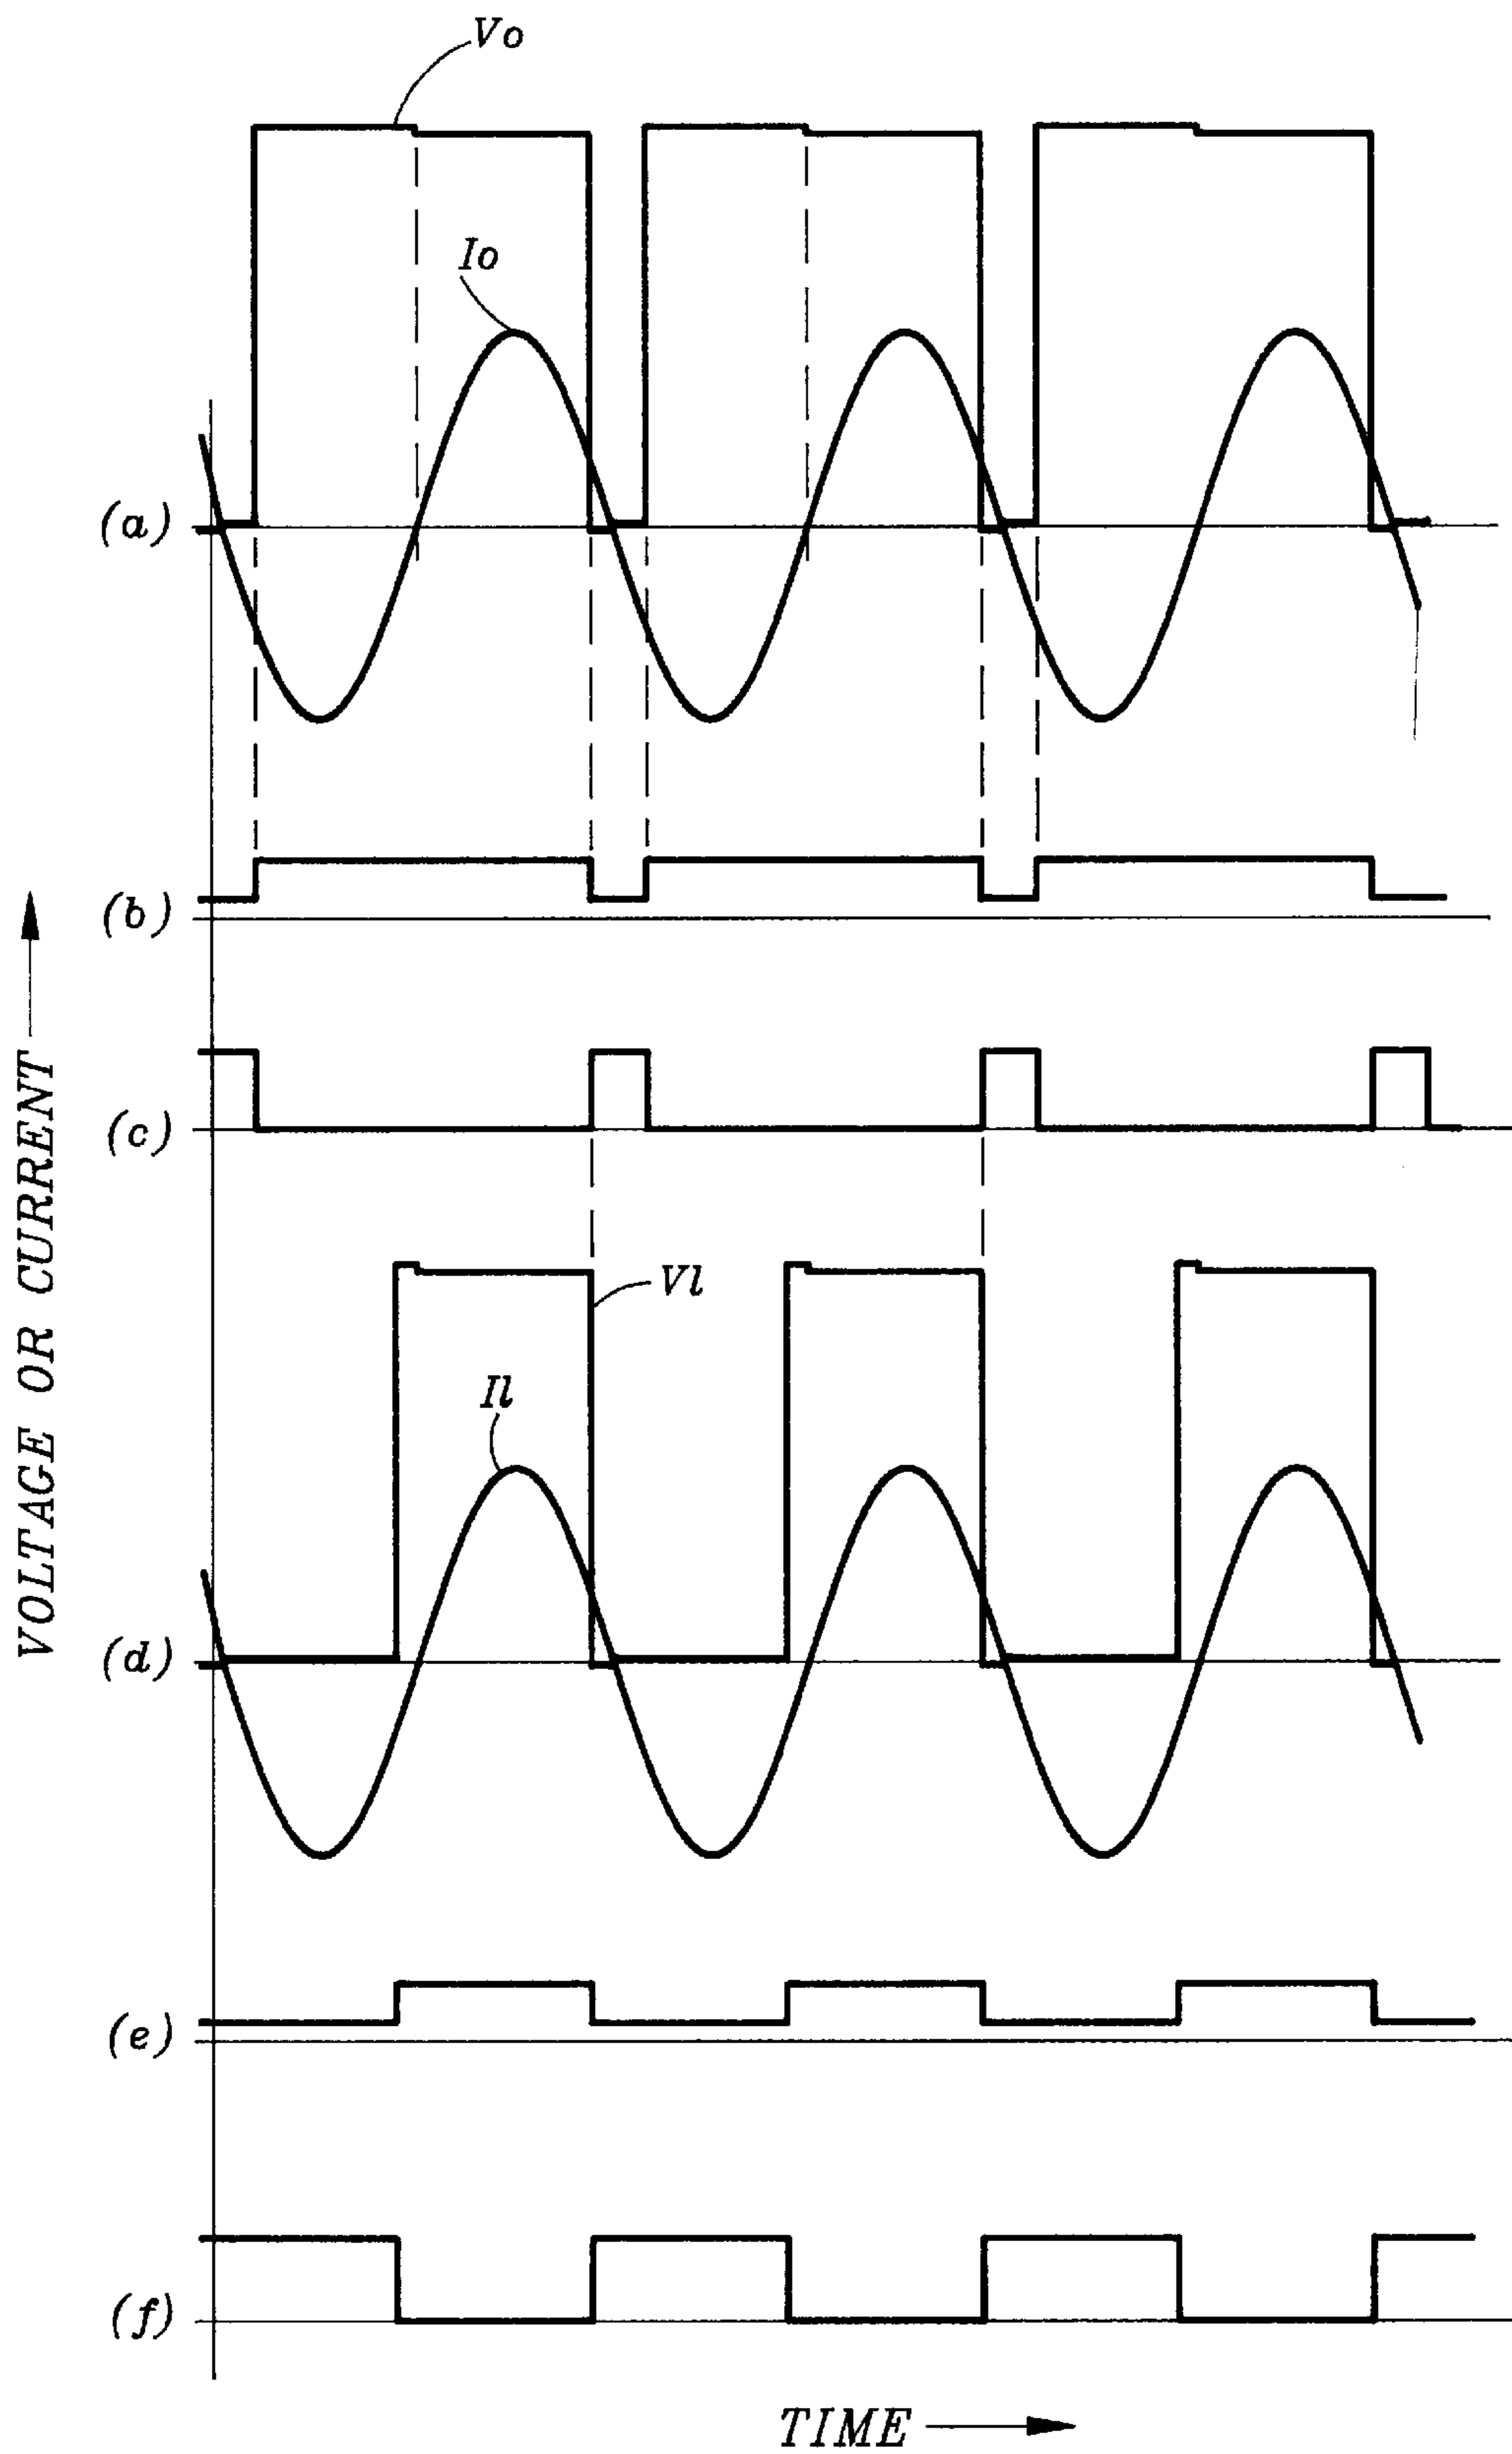 Vo
Io
(a)
(b)
(c)
Vl
Il
(d)
(e)
(f)
VOLTAGE OR CURRENT
TIME